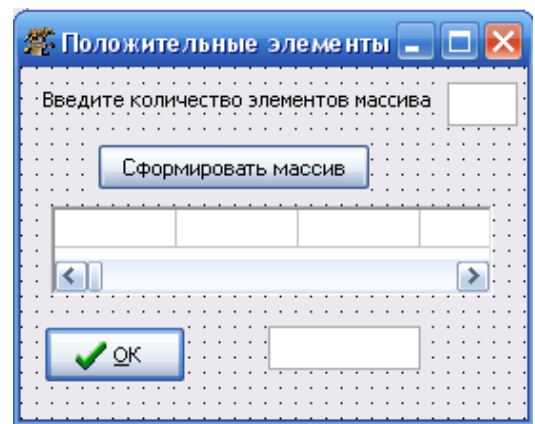 Положительные элементы
Введите количество элементов массива
Сформировать массив
OK